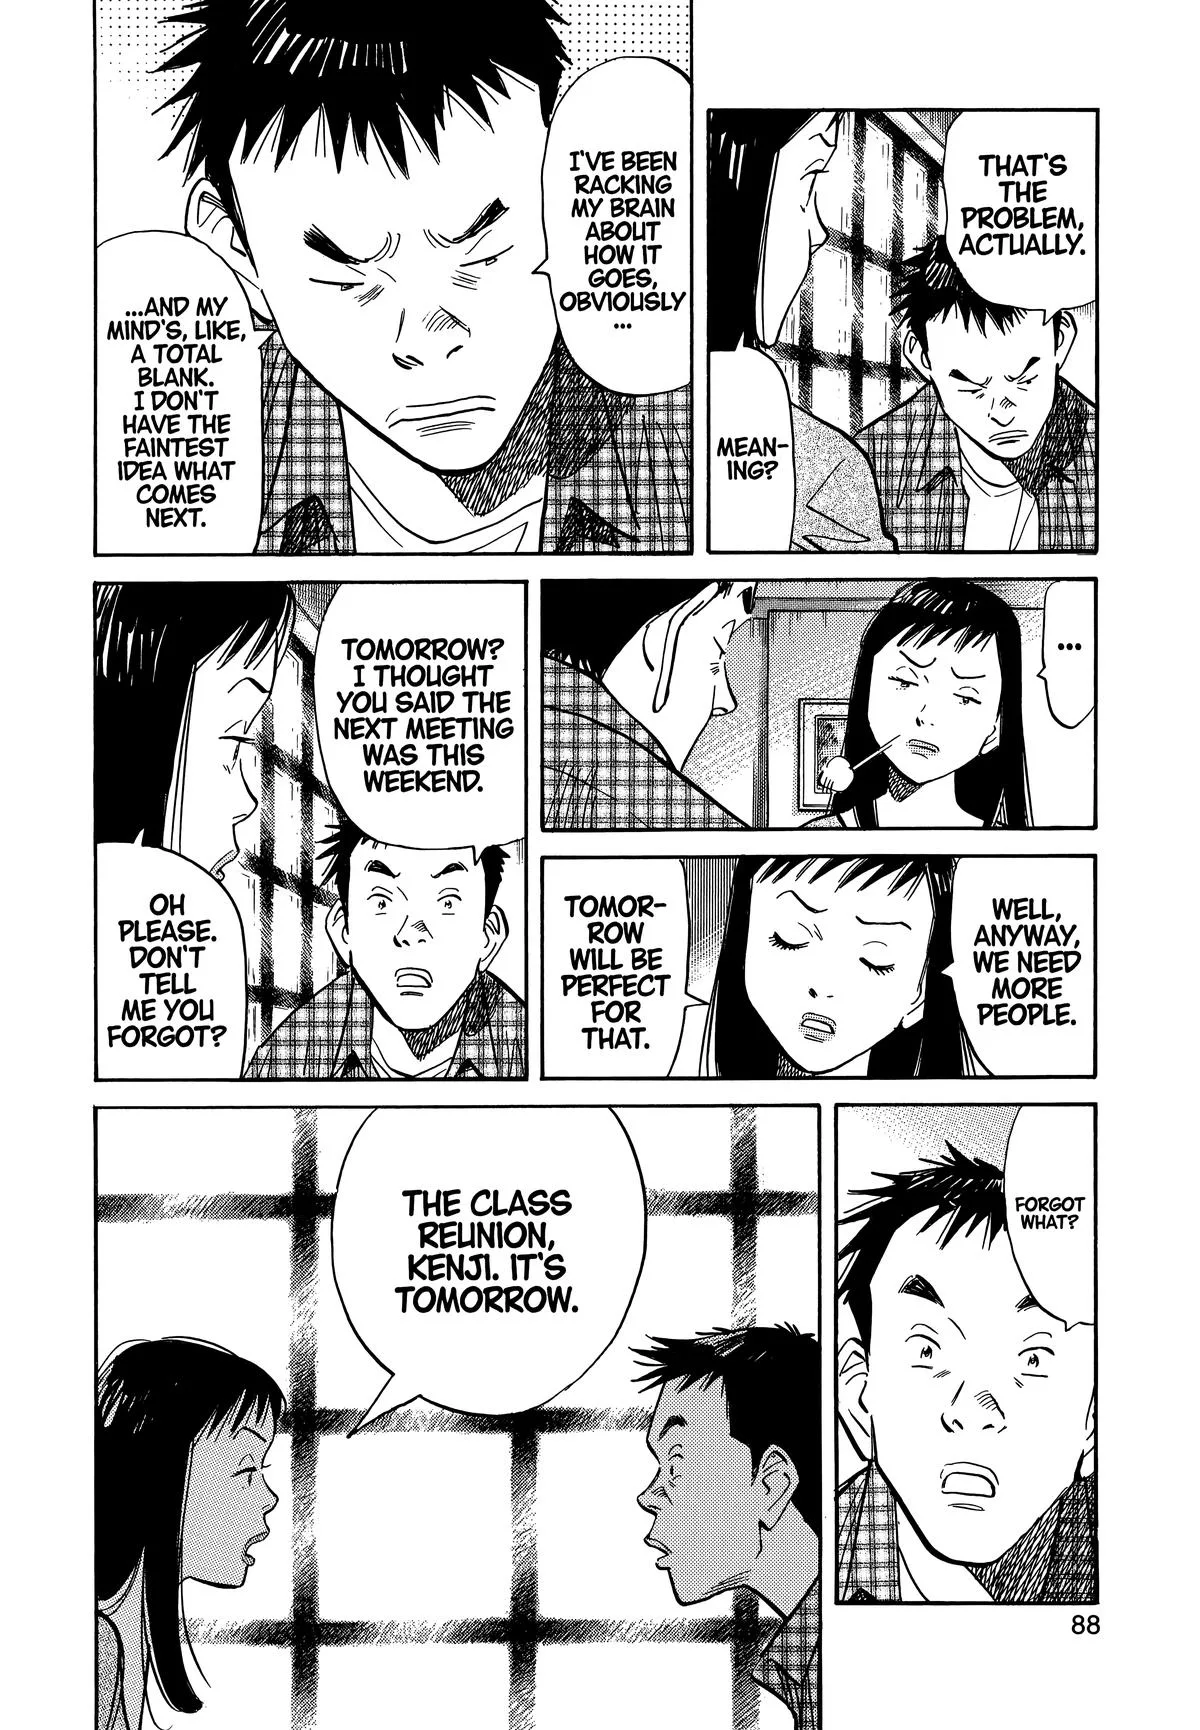 THAT'S
THE
PROBLEM,
ACTUALLY.
MEAN-
ING?
I'VE BEEN
RACKING
MY BRAIN
ABOUT
HOW IT
GOES,
OBVIOUSLY
...
...AND MY
MIND'S, LIKE,
A TOTAL
BLANK.
I DON'T
HAVE THE
FAINTEST
IDEA WHAT
COMES
NEXT.
...
WELL,
ANYWAY,
WE NEED
MORE
PEOPLE.
TOMOR-
ROW
WILL BE
PERFECT
FOR
THAT.
TOMORROW?
I THOUGHT
YOU SAID THE
NEXT MEETING
WAS THIS
WEEKEND.
OH
PLEASE.
DON'T
TELL
ME YOU
FORGOT?
FORGOT
WHAT?
THE CLASS
REUNION,
KENJI. IT'S
TOMORROW.
88